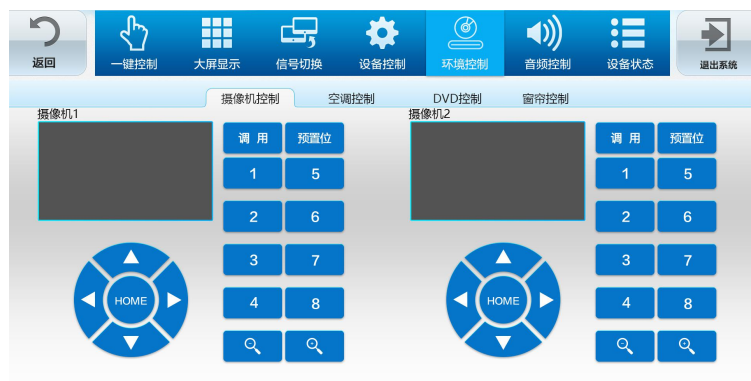 返回 一键控制 大屏显示 信号切换 设备控制 环境控制 音频控制 设备状态 退出系统
摄像机控制 空调控制 DVD控制 窗帘控制
摄像机1 摄像机2
调 用 预置位 调 用 预置位
1 5 1 5
2 6 2 6
3 7 3 7
HOME 4 8 HOME 4 8